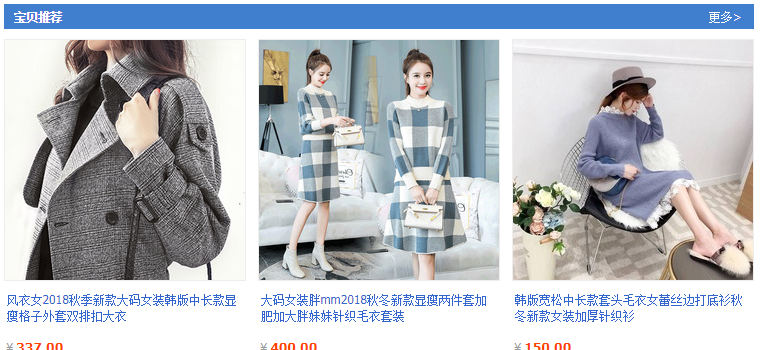 宝贝推荐
更多>
风衣女2018秋季新款大码女装韩版中长款显
瘦格子外套双排扣大衣
大码女装胖mm2018秋冬新款显瘦两件套加
肥加大胖妹妹针织毛衣套装
韩版宽松中长款套头毛衣女蕾丝边打底衫秋
冬新款女装加厚针织衫
¥337.00
¥400.00
¥150.00